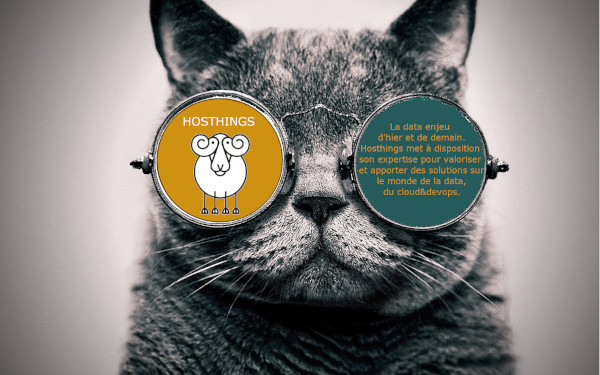 HOSTHINGS
La data enjeu
d'hier et de demain.
Hosthings met à disposition
son expertise pour valoriser
et apporter des solutions sur
le monde de la data,
du cloud&devops.